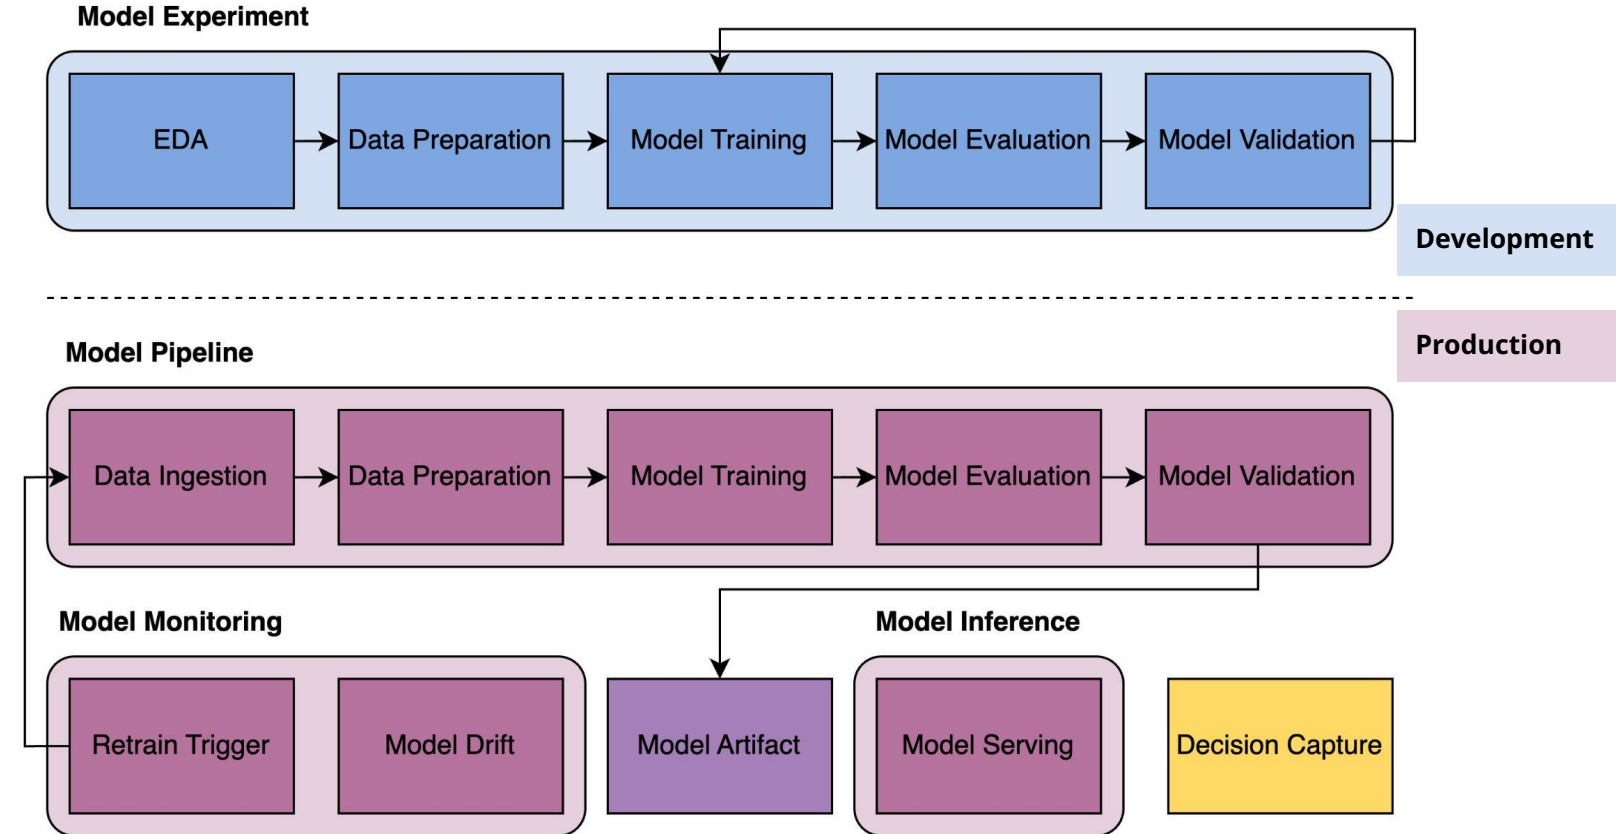 Model Experiment
EDA
Data Preparation
Model Training
Model Evaluation
Model Validation
Development
Production
Model Pipeline
Data Ingestion
Data Preparation
Model Training
Model Evaluation
Model Validation
Model Monitoring
Model Inference
Retrain Trigger
Model Drift
Model Artifact
Model Serving
Decision Capture